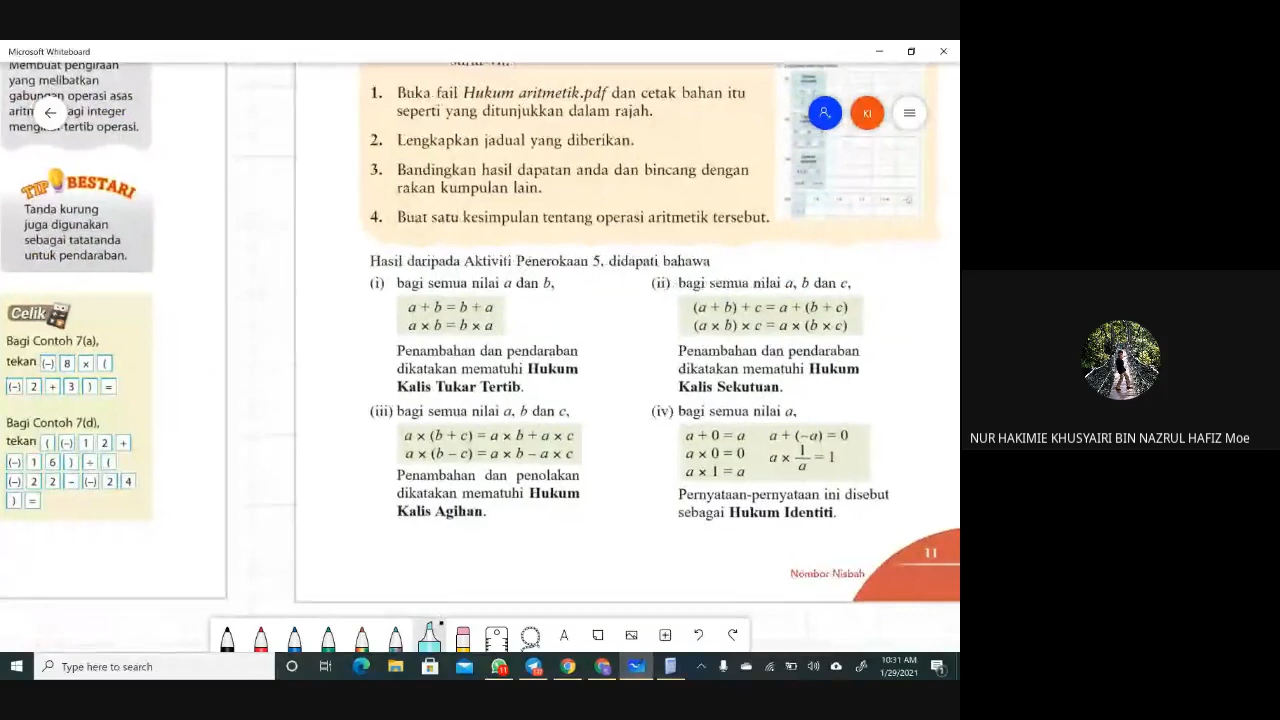 Microsoft Whiteboard
Membuat pengiraan
yang melibatkan
gabungan operasi asas
KI
1. Buka fail Hukum aritmetik.pdf dan cetak bahan itu
seperti yang ditunjukkan dalam rajah.
2. Lengkapkan jadual yang diberikan.
3. Bandingkan hasil dapatan anda dan bincang dengan
rakan kumpulan lain.
4. Buat satu kesimpulan tentang operasi aritmetik tersebut.
TIP BESTARI
Tanda kurung
juga digunakan
sebagai tatatanda
untuk pendaraban.
Celik
Bagi Contoh 7(a),
tekan (–) 8 × (
(–) 2 + 3 ) =
Bagi Contoh 7(d),
tekan ( (–) 1 2 +
(–) 1 6 ) ÷ (
(–) 2 2 – (–) 2 4
) =
Hasil daripada Aktiviti Penerokaan 5, didapati bahawa
(i) bagi semua nilai a dan b,
a + b = b + a
a × b = b × a
Penambahan dan pendaraban
dikatakan mematuhi Hukum
Kalis Tukar Tertib.
(ii) bagi semua nilai a, b dan c,
(a + b) + c = a + (b + c)
(a × b) × c = a × (b × c)
Penambahan dan pendaraban
dikatakan mematuhi Hukum
Kalis Sekutuan.
(iii) bagi semua nilai a, b dan c,
a × (b + c) = a × b + a × c
a × (b – c) = a × b – a × c
Penambahan dan penolakan
dikatakan mematuhi Hukum
Kalis Agihan.
(iv) bagi semua nilai a,
a + 0 = a a + (–a) = 0
a × 0 = 0 a × 1/a = 1
a × 1 = a
Pernyataan-pernyataan ini disebut
sebagai Hukum Identiti.
11
Nombor Nisbah
NUR HAKIMIE KHUSYAIRI BIN NAZRUL HAFIZ Moe
Type here to search
10:31 AM
1/29/2021